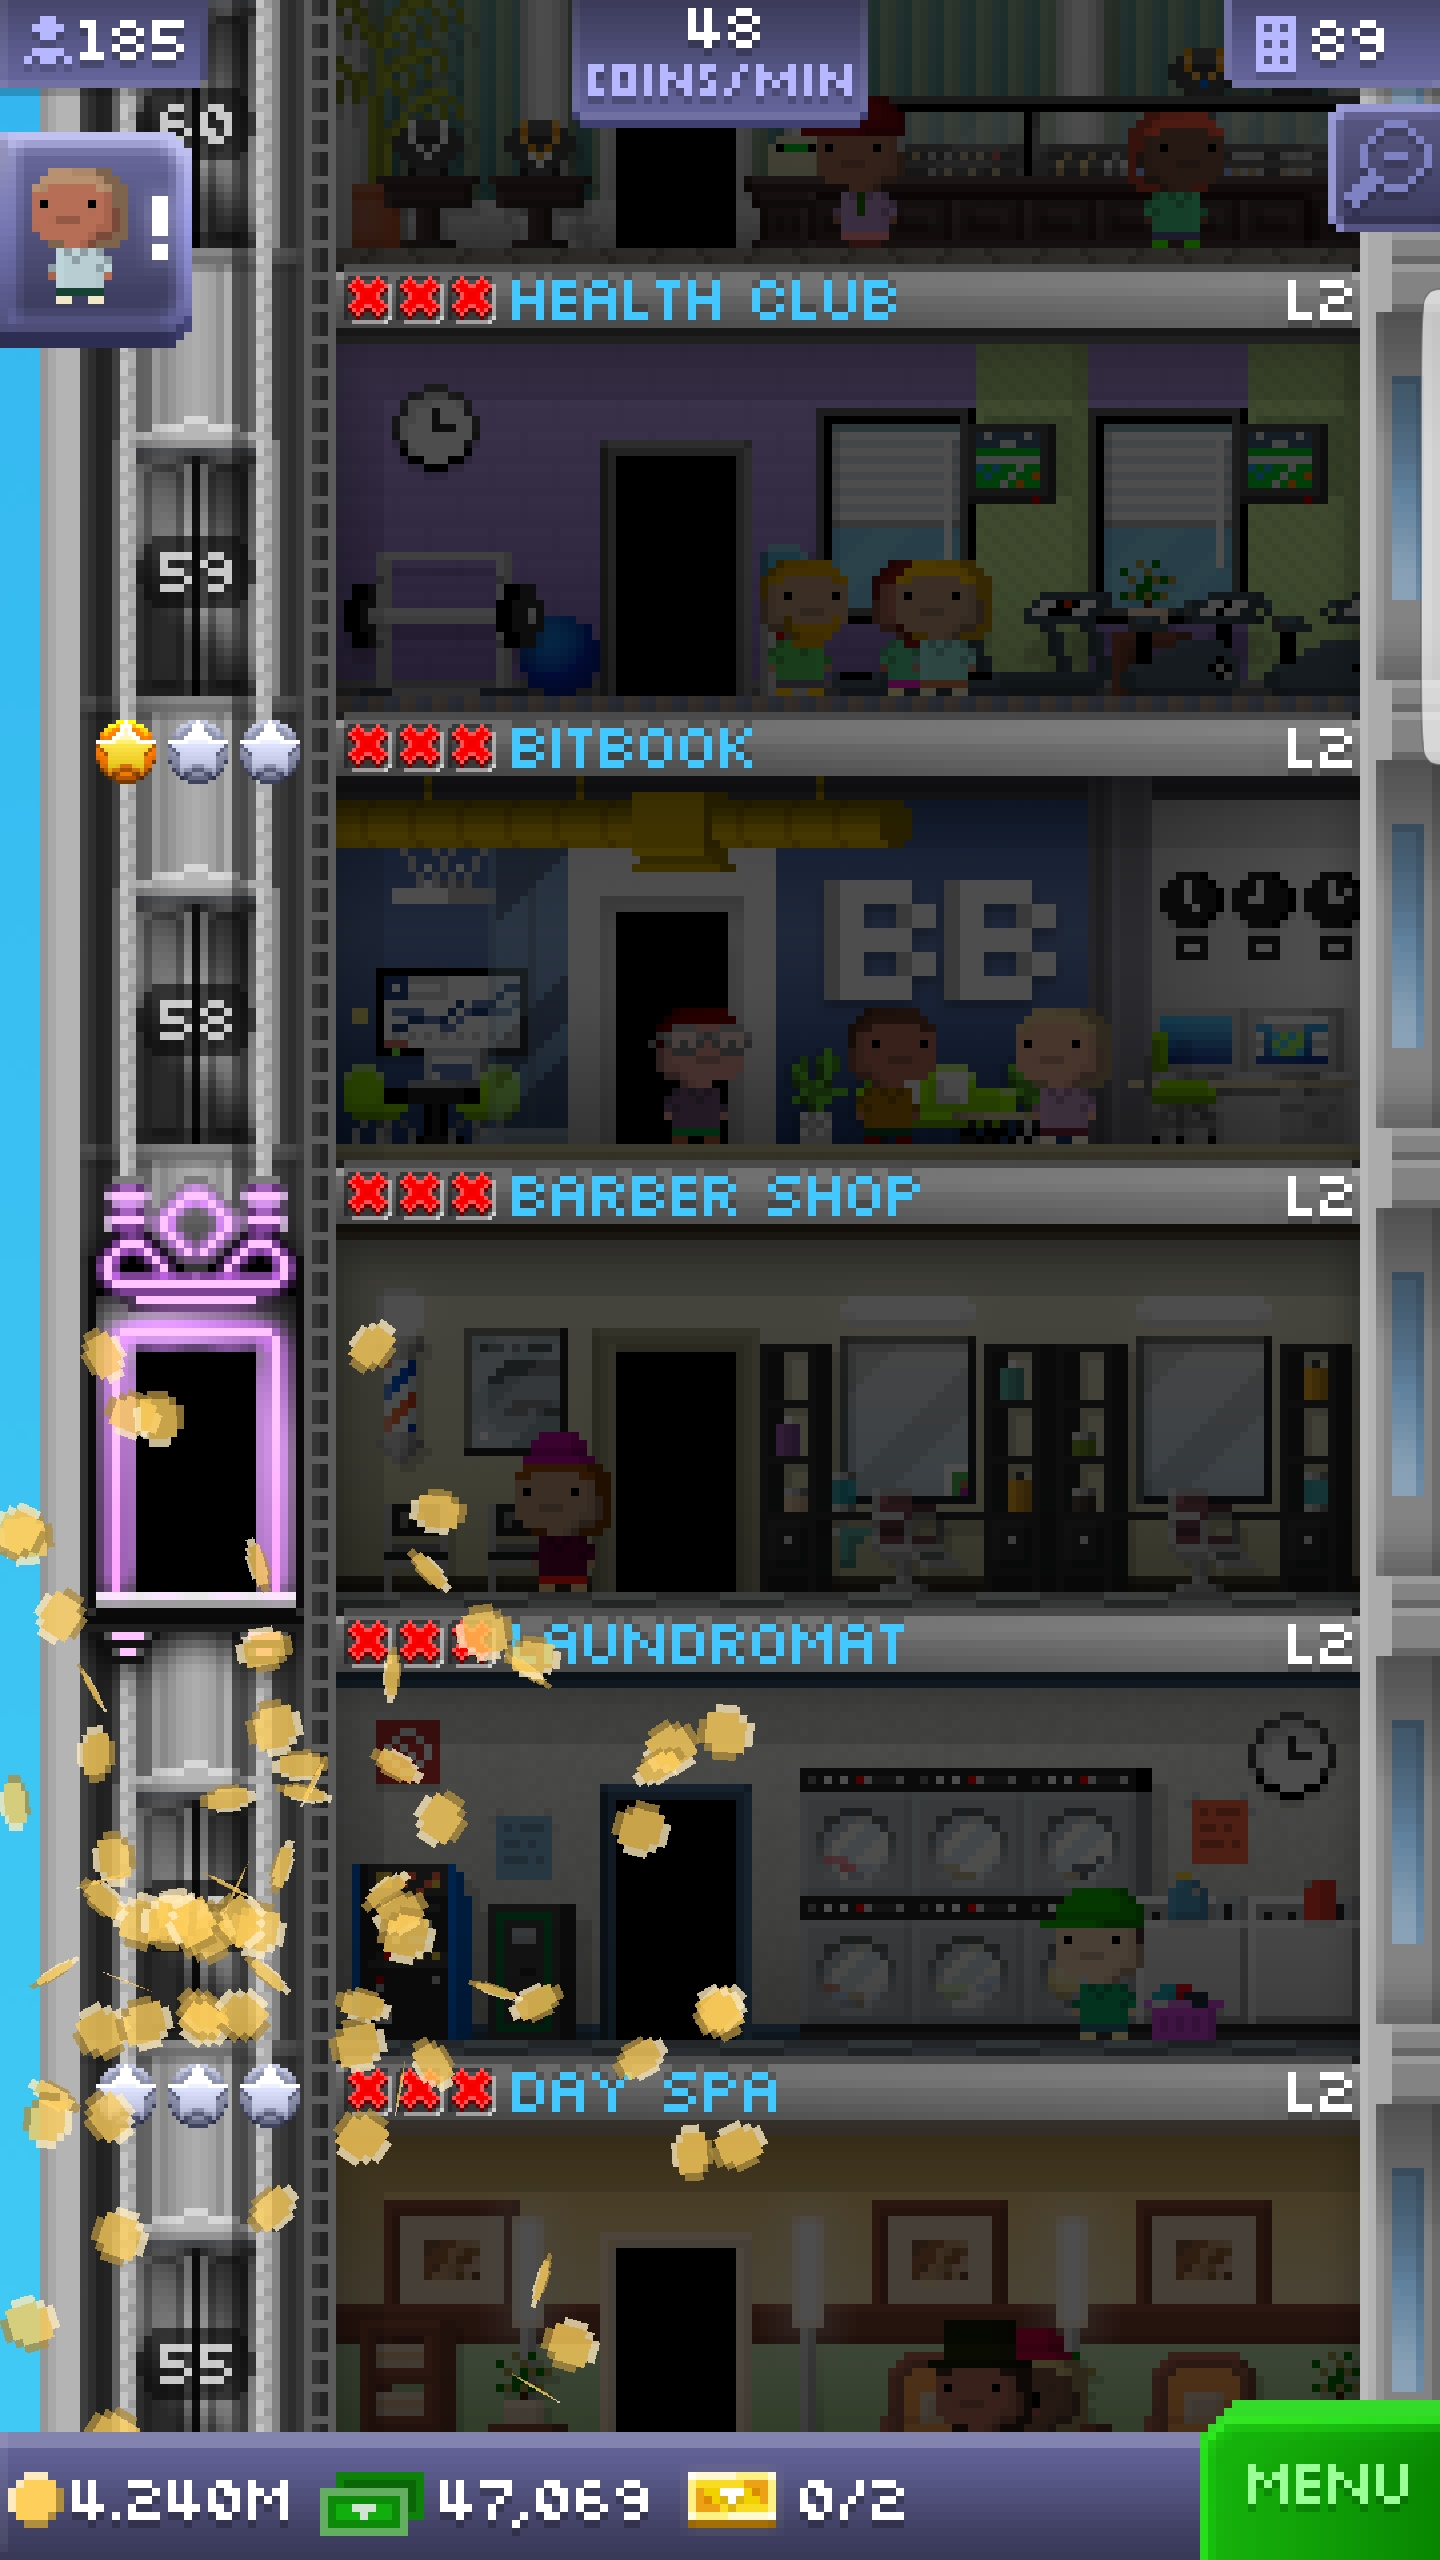 185
48
COINS/MIN
89
60
!
HEALTH CLUB L2
59
BITBOOK L2
BB
58
BARBER SHOP L2
LAUNDROMAT L2
DAY SPA L2
55
4.240M 47,069 0/2
MENU